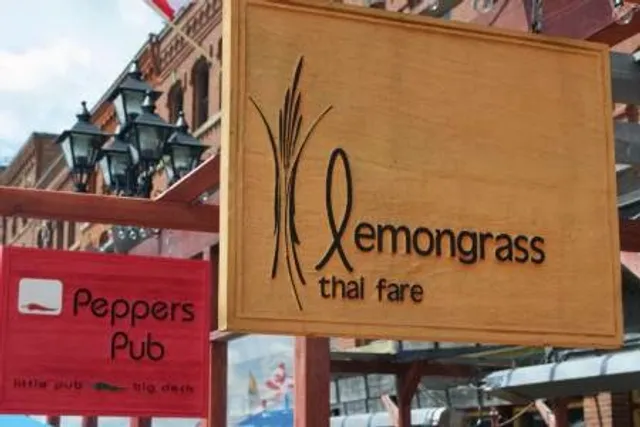 lemongrass
thai fare
Peppers
Pub
little pub big deck